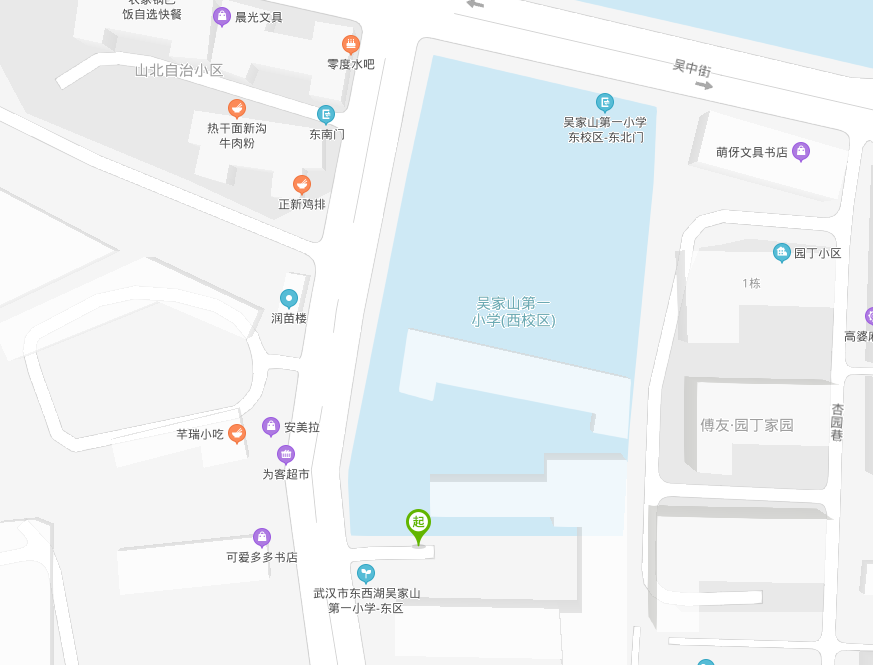 饭自选快餐
晨光文具
零度水吧
山北自治小区
吴中街
热干面新沟
牛肉粉
东南门
吴家山第一小学
东校区-东北门
萌伢文具书店
正新鸡排
园丁小区
1栋
润苗楼
吴家山第一
小学(西校区)
高婆
安美拉
芊瑞小吃
傅友·园丁家园
杏园巷
为客超市
起
可爱多多书店
武汉市东西湖吴家山
第一小学-东区